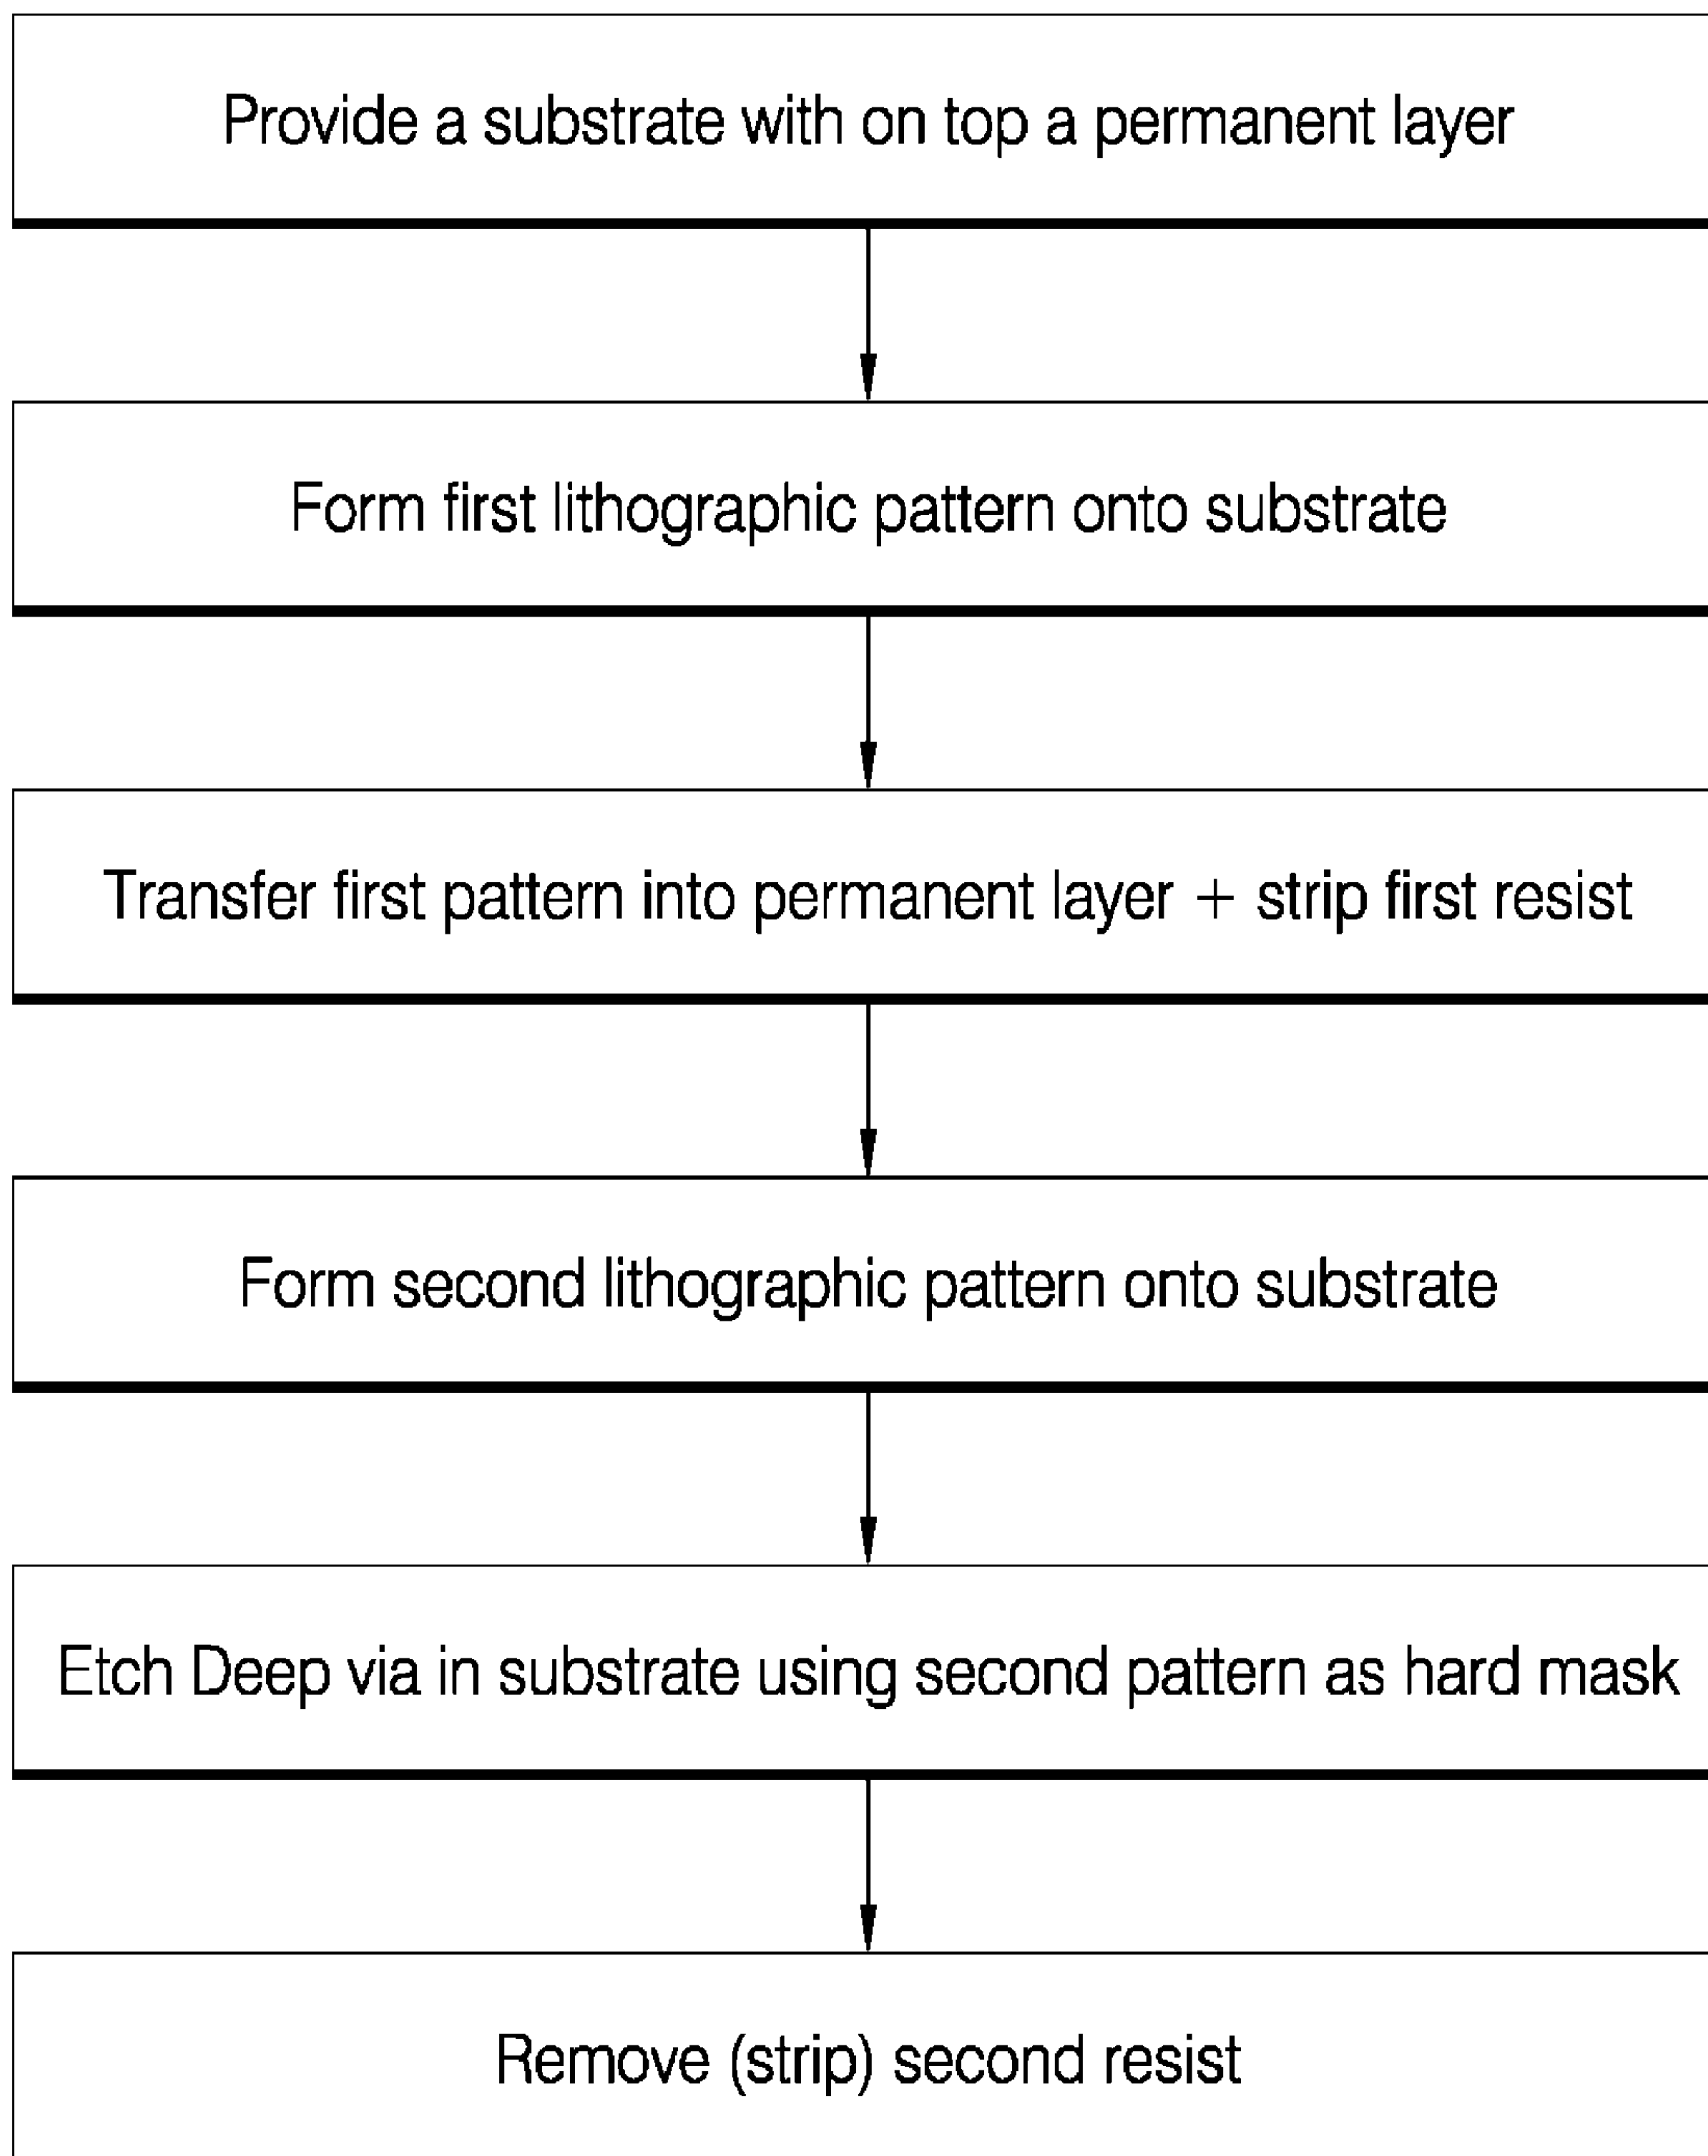 Provide a substrate with on top a permanent layer
Form first lithographic pattern onto substrate
Transfer first pattern into permanent layer + strip first resist
Form second lithographic pattern onto substrate
Etch Deep via in substrate using second pattern as hard mask
Remove (strip) second resist